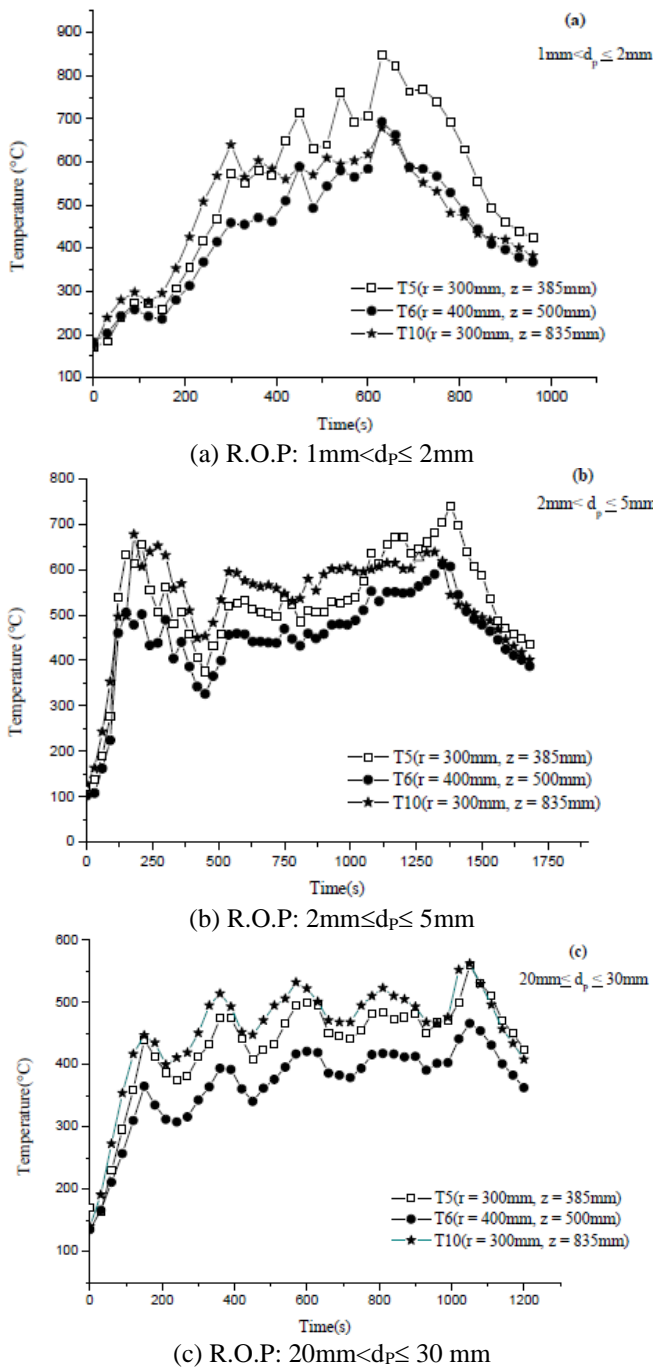 (a)
1mm<dp ≤ 2mm
900
800
700
600
500
400
300
200
100
Temperature (°C)
T5(r = 300mm, z = 385mm)
T6(r = 400mm, z = 500mm)
T10(r = 300mm, z = 835mm)
0 200 400 600 800 1000
Time(s)
(a) R.O.P: 1mm<dP≤ 2mm
(b)
2mm< dp ≤ 5mm
800
700
600
500
400
300
200
100
0
Temperature (°C)
T5(r = 300mm, z = 385mm)
T6(r = 400mm, z = 500mm)
T10(r = 300mm, z = 835mm)
0 250 500 750 1000 1250 1500 1750
Time(s)
(b) R.O.P: 2mm≤dP≤ 5mm
(c)
20mm≤ dp ≤ 30mm
600
500
400
300
200
100
Temperature(°C)
T5(r = 300mm, z = 385mm)
T6(r = 400mm, z = 500mm)
T10(r = 300mm, z = 835mm)
0 200 400 600 800 1000 1200
Time(s)
(c) R.O.P: 20mm<dP≤ 30 mm